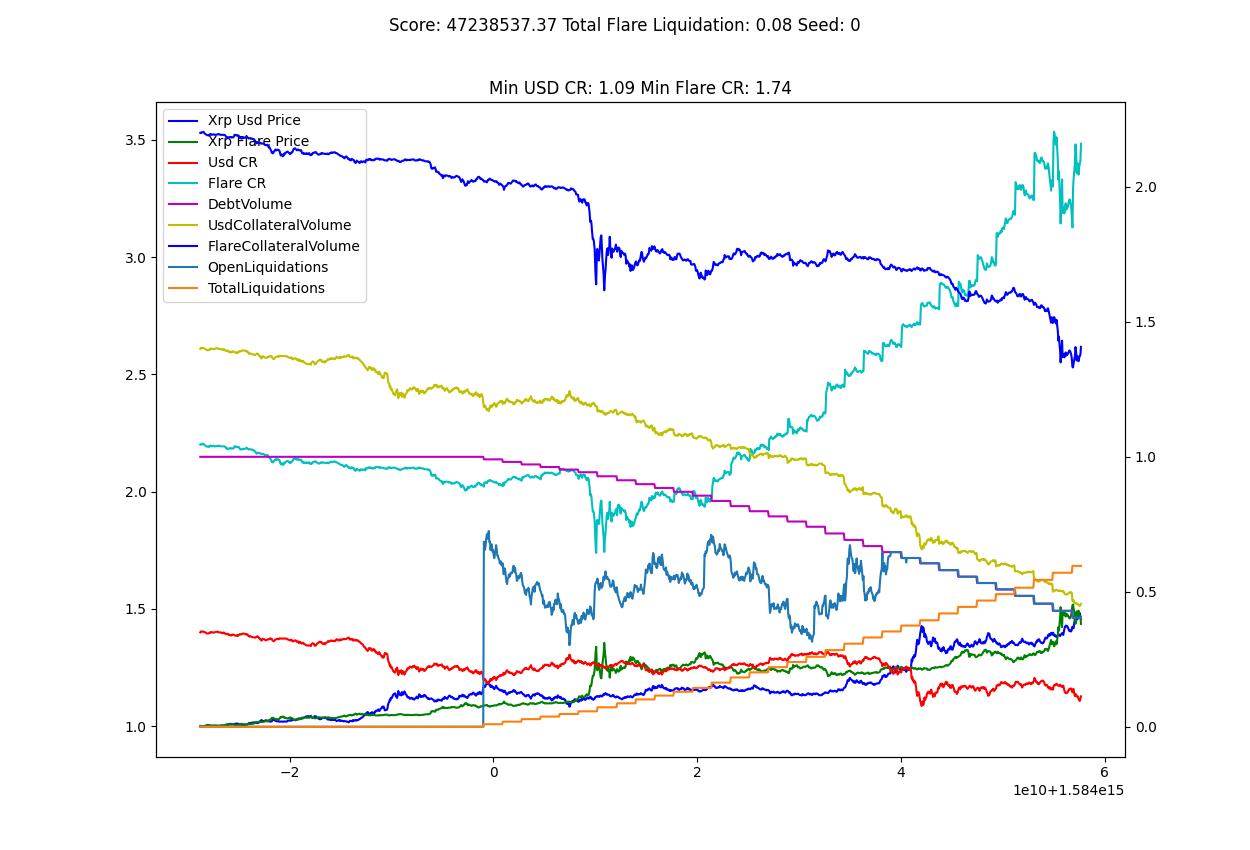 Score: 47238537.37 Total Flare Liquidation: 0.08 Seed: 0
Min USD CR: 1.09 Min Flare CR: 1.74
Xrp Usd Price
Xrp Flare Price
Usd CR
Flare CR
DebtVolume
UsdCollateralVolume
FlareCollateralVolume
OpenLiquidations
TotalLiquidations
3.5
3.0
2.5
2.0
1.5
1.0
2.0
1.5
1.0
0.5
0.0
−2
0
2
4
6
1e10+1.584e15